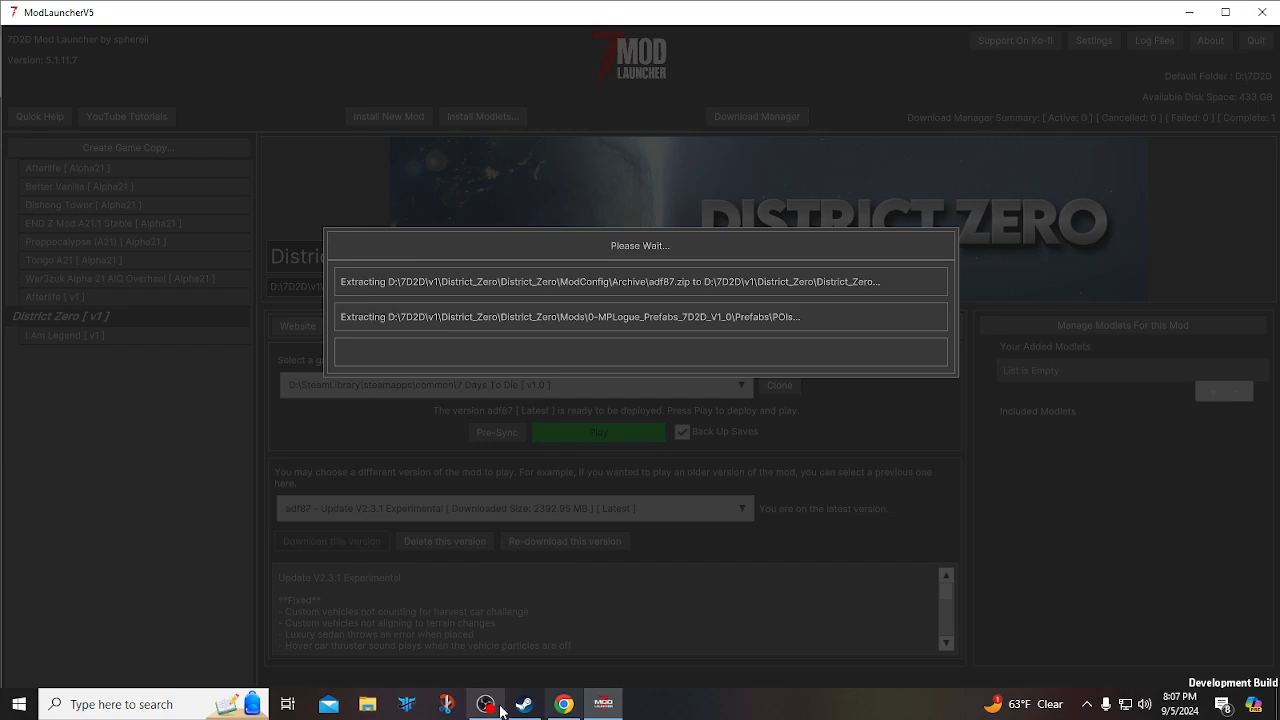 ModLauncherV5
7D2D Mod Launcher by sphereii
Version: 5.1.11.7
7 MOD LAUNCHER
Support On Ko-fi
Settings
Log Files
About
Quit
Default Folder : D:\7D2D
Available Disk Space: 433 GB
Quick Help
YouTube Tutorials
Install New Mod
Install Modlets...
Download Manager
Download Manager Summary: [ Active: 0 ] [ Cancelled: 0 ] [ Failed: 0 ] [ Complete: 1
Create Game Copy...
Afterlife [ Alpha21 ]
Better Vanilla [ Alpha21 ]
Dishong Tower [ Alpha21 ]
END Z Mod A21.1 Stable [ Alpha21 ]
Preppocalypse (A21) [ Alpha21 ]
Tongo A21 [ Alpha21 ]
War3zuk Alpha 21 AIO Overhaul [ Alpha21 ]
Afterlife [ v1 ]
District Zero [ v1 ]
I Am Legend [ v1 ]
DISTRICT ZERO
Distri
D:\7D2D\v1
Please Wait...
Extracting D:\7D2D\v1\District_Zero\District_Zero\ModConfig\Archive\adf87.zip to D:\7D2D\v1\District_Zero\District_Zero...
Extracting D:\7D2D\v1\District_Zero\District_Zero\Mods\0-MPLogue_Prefabs_7D2D_V1_0\Prefabs\POIs...
Website
Select a g
D:\SteamLibrary\steamapps\common\7 Days To Die [ v1.0 ]
Clone
The version adf87 [ Latest ] is ready to be deployed. Press Play to deploy and play.
Pre-Sync
Play
Back Up Saves
You may choose a different version of the mod to play. For example, if you wanted to play an older version of the mod, you can select a previous one
here.
adf87 - Update V2.3.1 Experimental [ Downloaded Size: 2392.95 MB ] [ Latest ]
You are on the latest version.
Download this version
Delete this version
Re-download this version
Update V2.3.1 Experimental
**Fixed**
- Custom vehicles not counting for harvest car challenge
- Custom vehicles not aligning to terrain changes
- Luxury sedan throws an error when placed
- Hover car thruster sound plays when the vehicle particles are off
Manage Modlets For this Mod
Your Added Modlets
List is Empty
Included Modlets
Development Build
Type here to search
MOD
LAUNCHER
1
63°F Clear
8:07 PM
9/5/2024
8